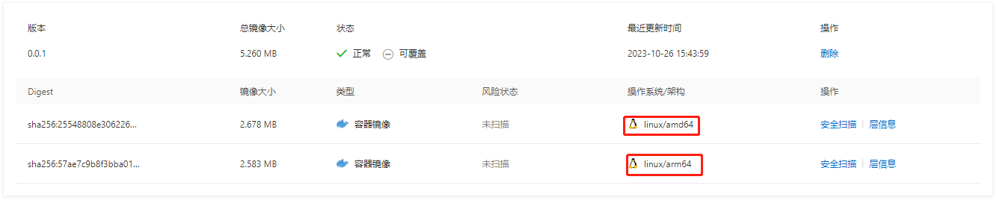 版本 总镜像大小 状态 最近更新时间 操作
0.0.1 5.260 MB 正常 可覆盖 2023-10-26 15:43:59 删除
Digest 镜像大小 类型 风险状态 操作系统/架构 操作
sha256:25548808e306226... 2.678 MB 容器镜像 未扫描 linux/amd64 安全扫描 层信息
sha256:57ae7c9b8f3bba01... 2.583 MB 容器镜像 未扫描 linux/arm64 安全扫描 层信息